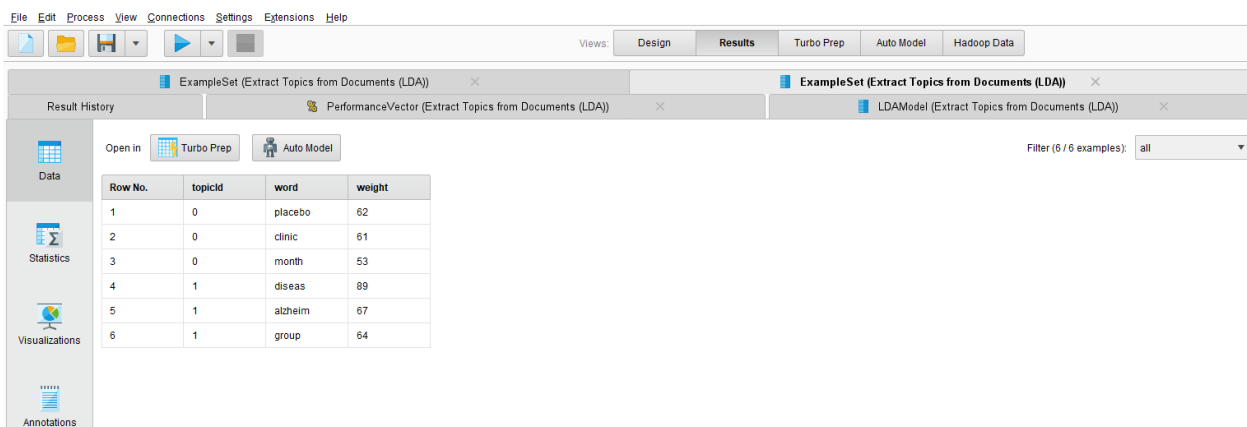 File Edit Process View Connections Settings Extensions Help
Views: Design Results Turbo Prep Auto Model Hadoop Data
ExampleSet (Extract Topics from Documents (LDA)) ExampleSet (Extract Topics from Documents (LDA))
Result History PerformanceVector (Extract Topics from Documents (LDA)) LDAModel (Extract Topics from Documents (LDA))
Open in Turbo Prep Auto Model Filter (6 / 6 examples): all
Data
Row No. topicId word weight
1 0 placebo 62
2 0 clinic 61
3 0 month 53
Statistics
4 1 diseas 89
5 1 alzheim 67
6 1 group 64
Visualizations
Annotations